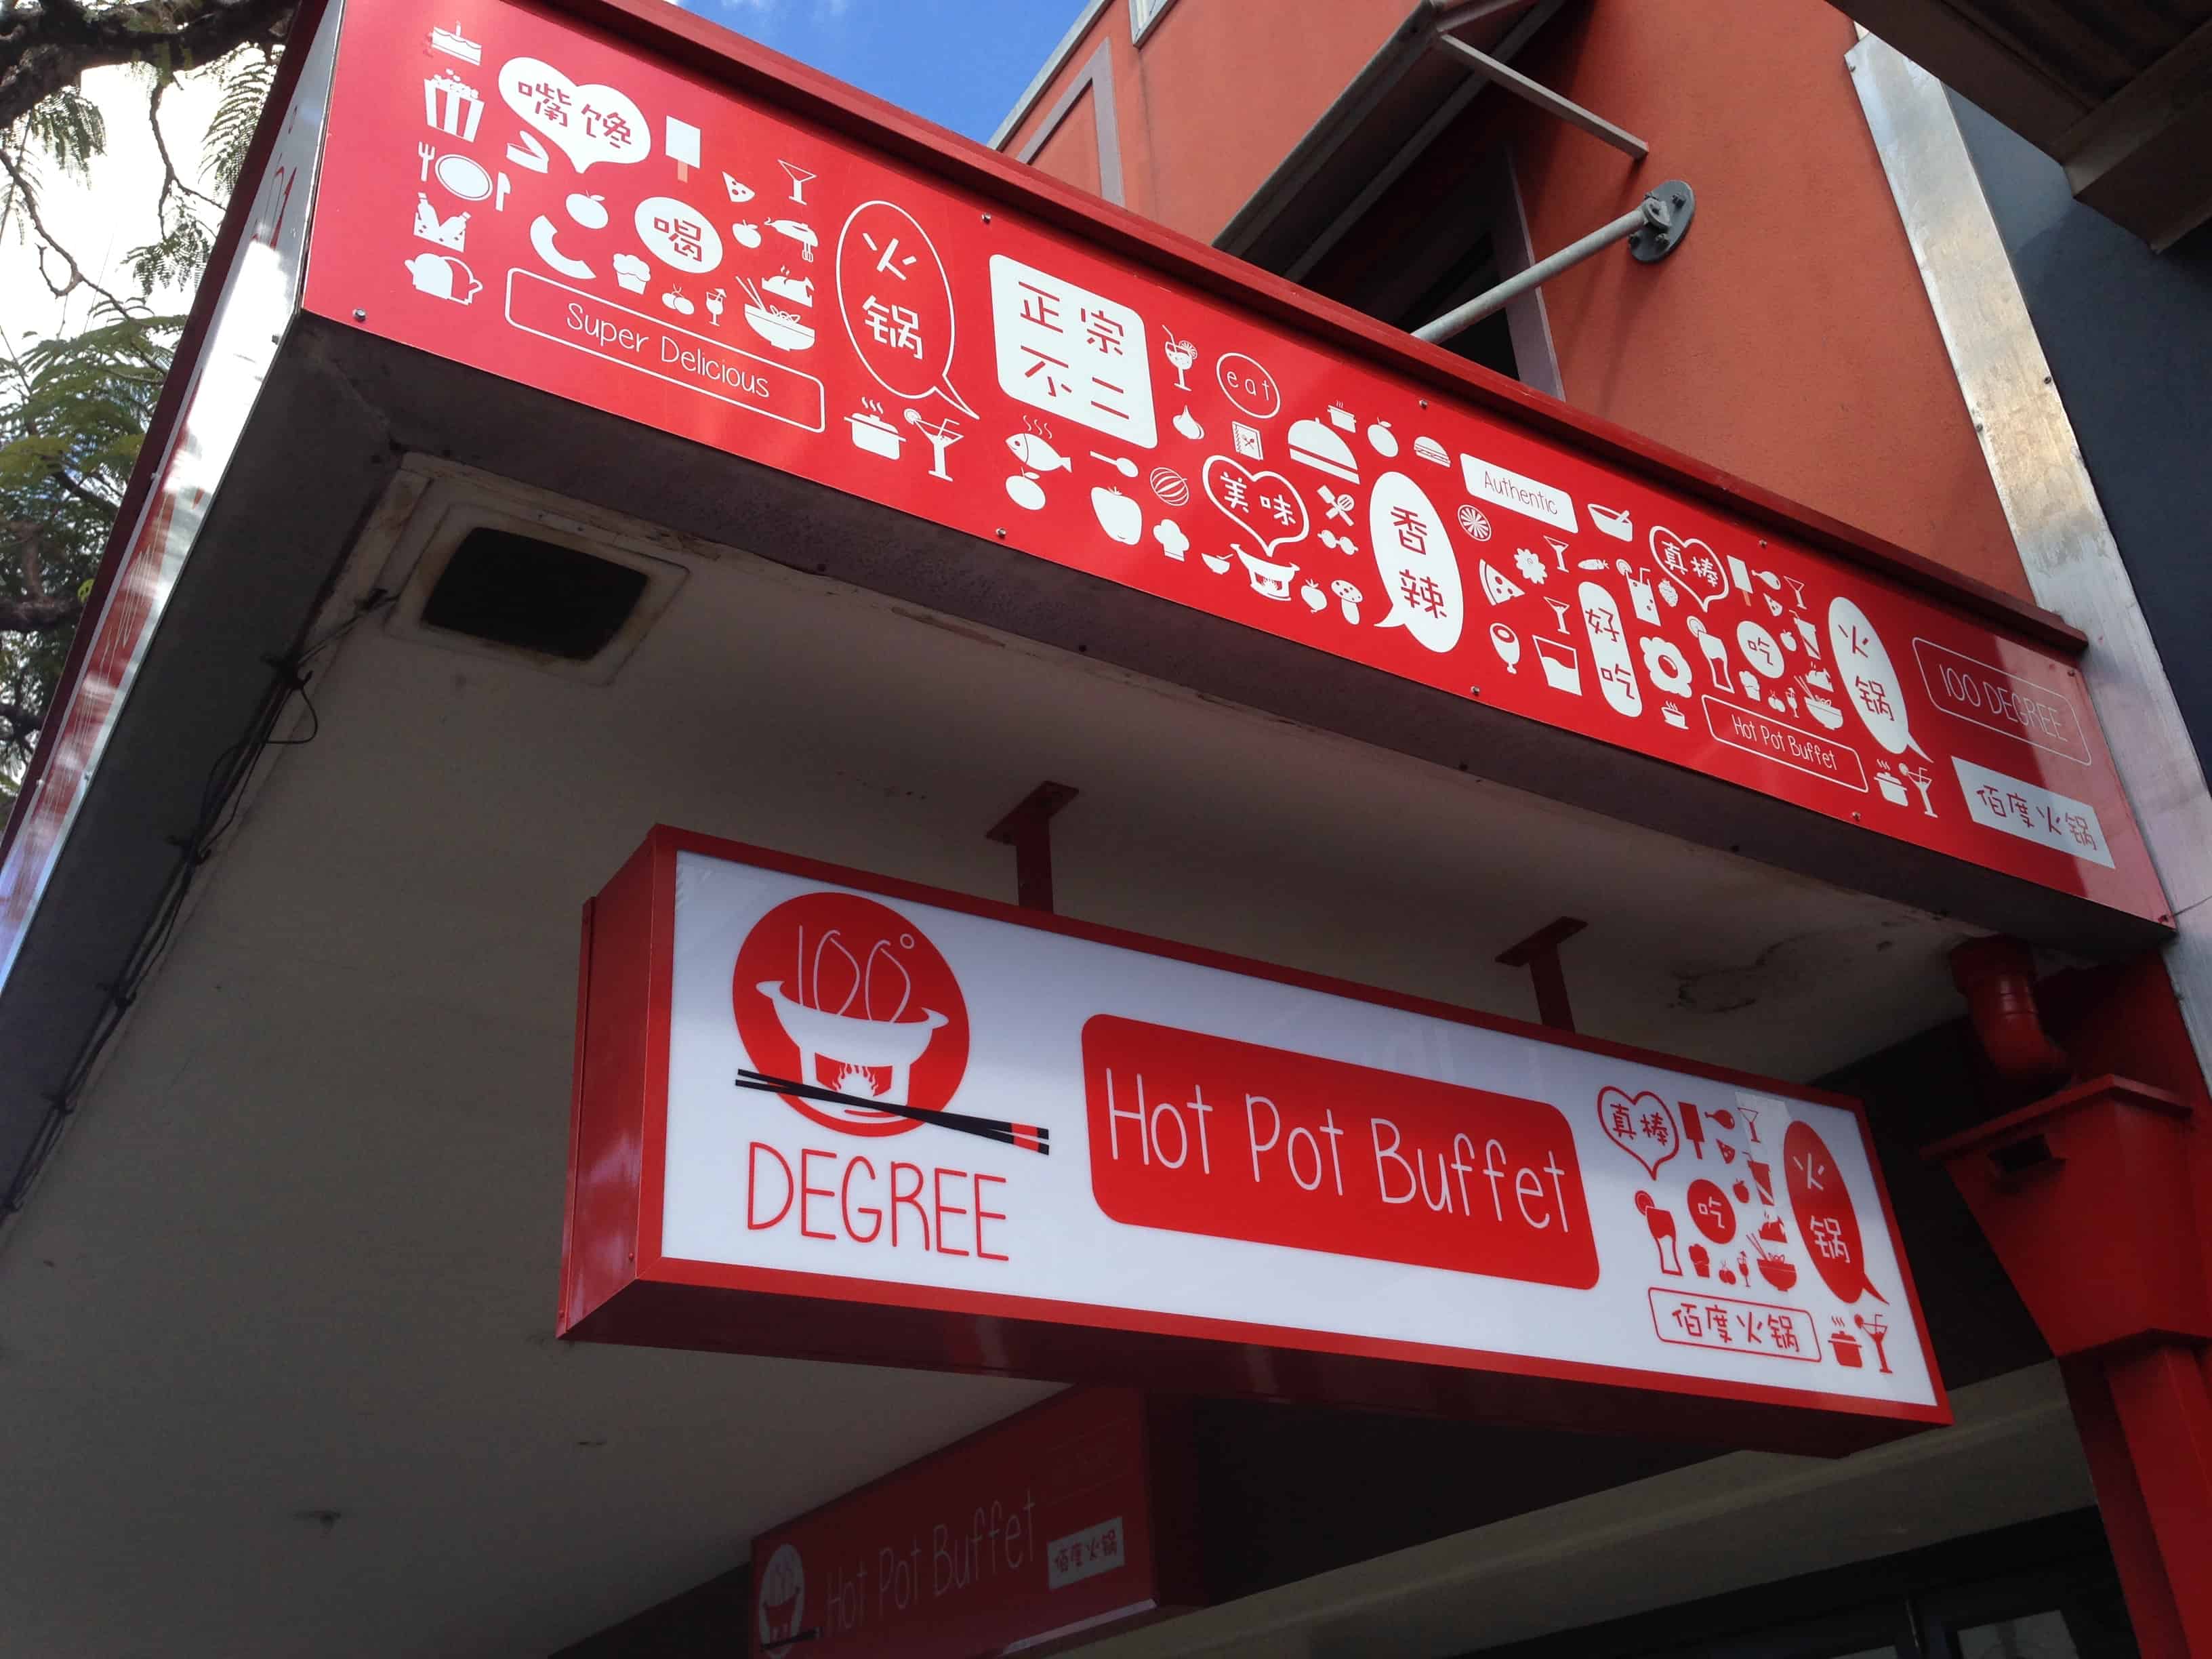 嘴馋
喝
Super Delicious
火
锅
正宗
不二
eat
美味
香
辣
Authentic
真棒
好
吃
吃
Hot Pot Buffet
火
锅
100 DEGREE
佰度火锅
100°
DEGREE
Hot Pot Buffet
真棒
吃
火
锅
佰度火锅
Hot Pot Buffet
佰度火锅